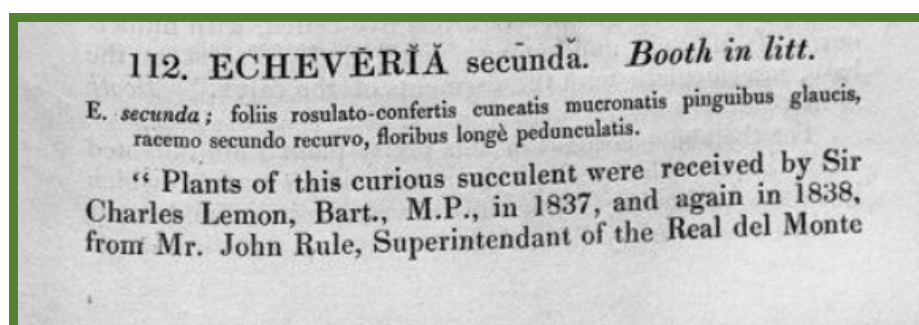 112. ECHEVĒRĬĂ secūndă. Booth in litt.
E. secunda; foliis rosulato-confertis cuneatis mucronatis pinguibus glaucis,
racemo secundo recurvo, floribus longè pedunculatis.
“ Plants of this curious succulent were received by Sir
Charles Lemon, Bart., M.P., in 1837, and again in 1838,
from Mr. John Rule, Superintendant of the Real del Monte